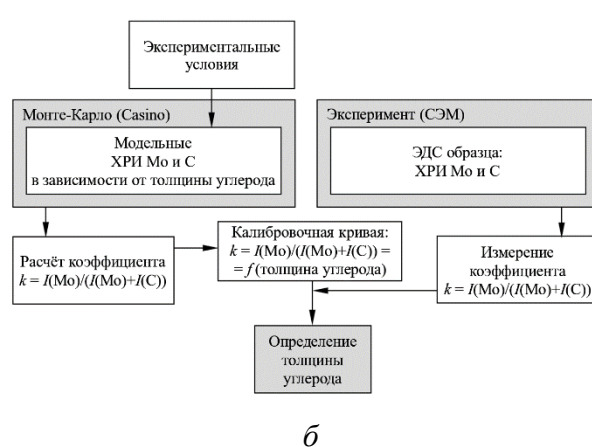 Экспериментальные
условия
Монте-Карло (Casino)
Модельные
ХРИ Mo и C
в зависимости от толщины углерода
Эксперимент (СЭМ)
ЭДС образца:
ХРИ Mo и C
Расчёт коэффициента
k = I(Mo)/(I(Mo)+I(C))
Калибровочная кривая:
k = I(Mo)/(I(Mo)+I(C)) =
= f (толщина углерода)
Измерение
коэффициента
k = I(Mo)/(I(Mo)+I(C))
Определение
толщины
углерода
б